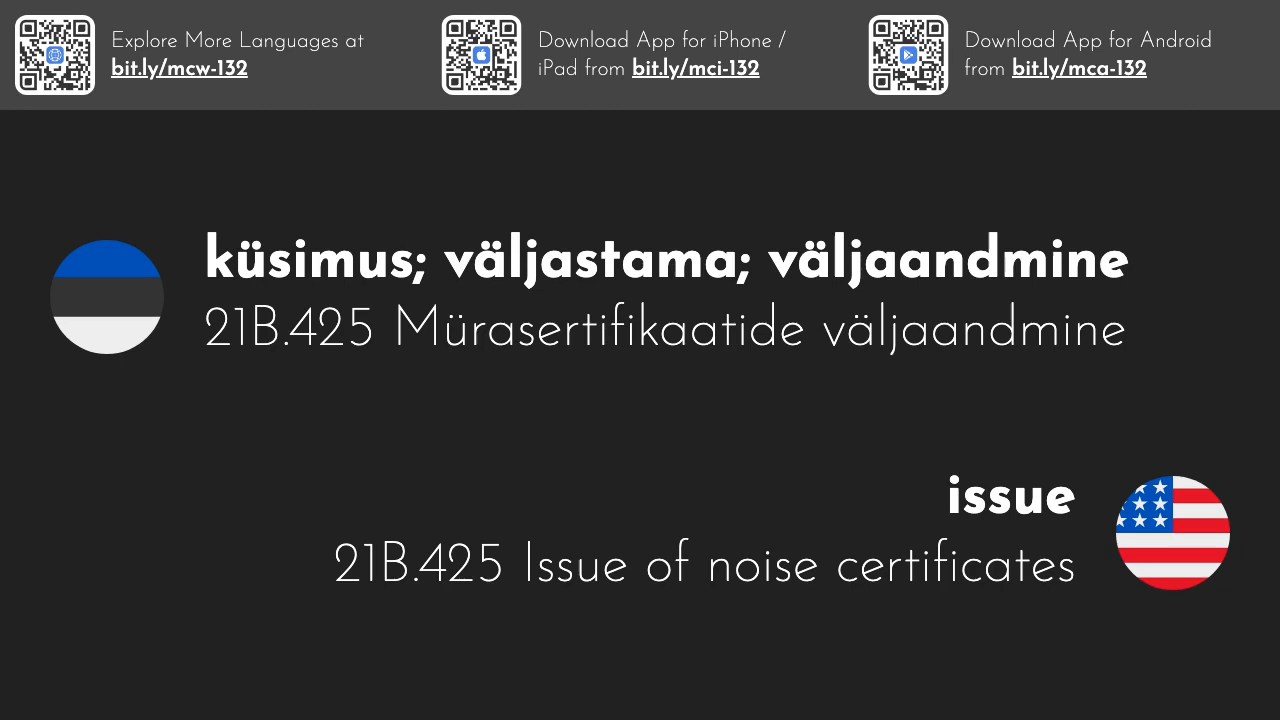 Explore More Languages at
bit.ly/mcw-132
Download App for iPhone /
iPad from bit.ly/mci-132
Download App for Android
from bit.ly/mca-132
küsimus; väljastama; väljaandmine
21B.425 Mürasertifikaatide väljaandmine
issue
21B.425 Issue of noise certificates